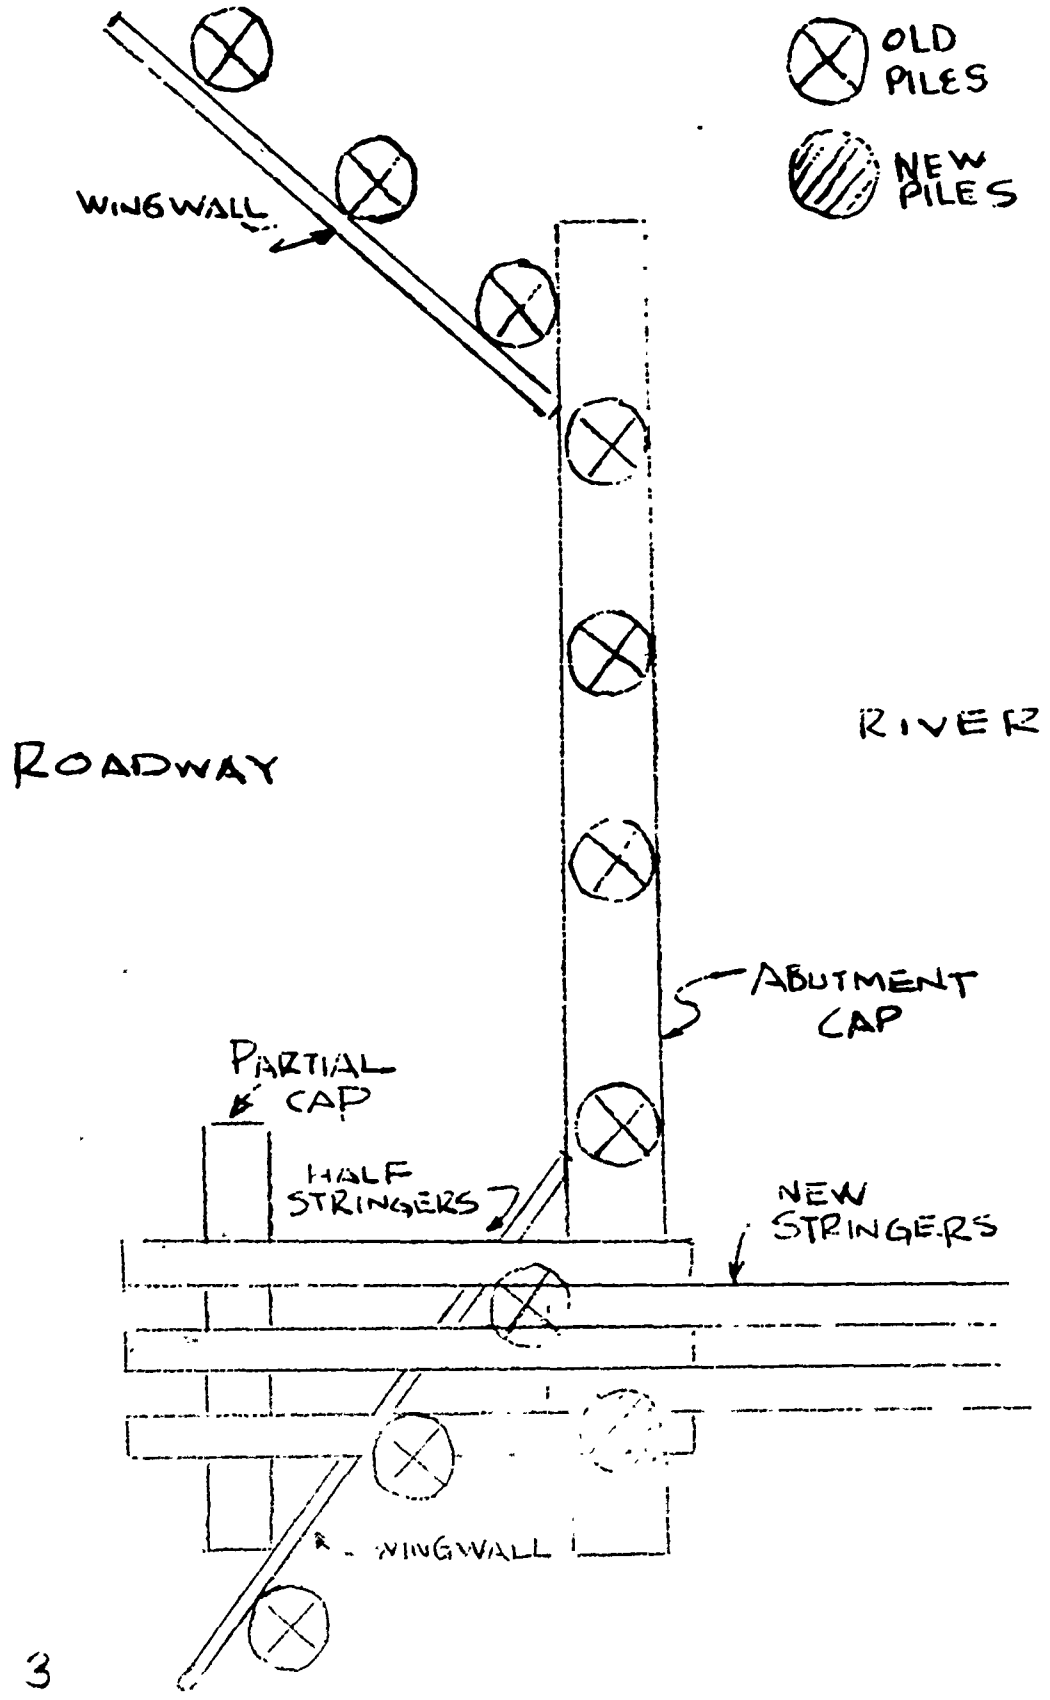 OLD
PILES
NEW
PILES
WINGWALL
RIVER
ROADWAY
ABUTMENT
CAP
PARTIAL
CAP
HALF
STRINGERS
NEW
STRINGERS
WINGWALL
3